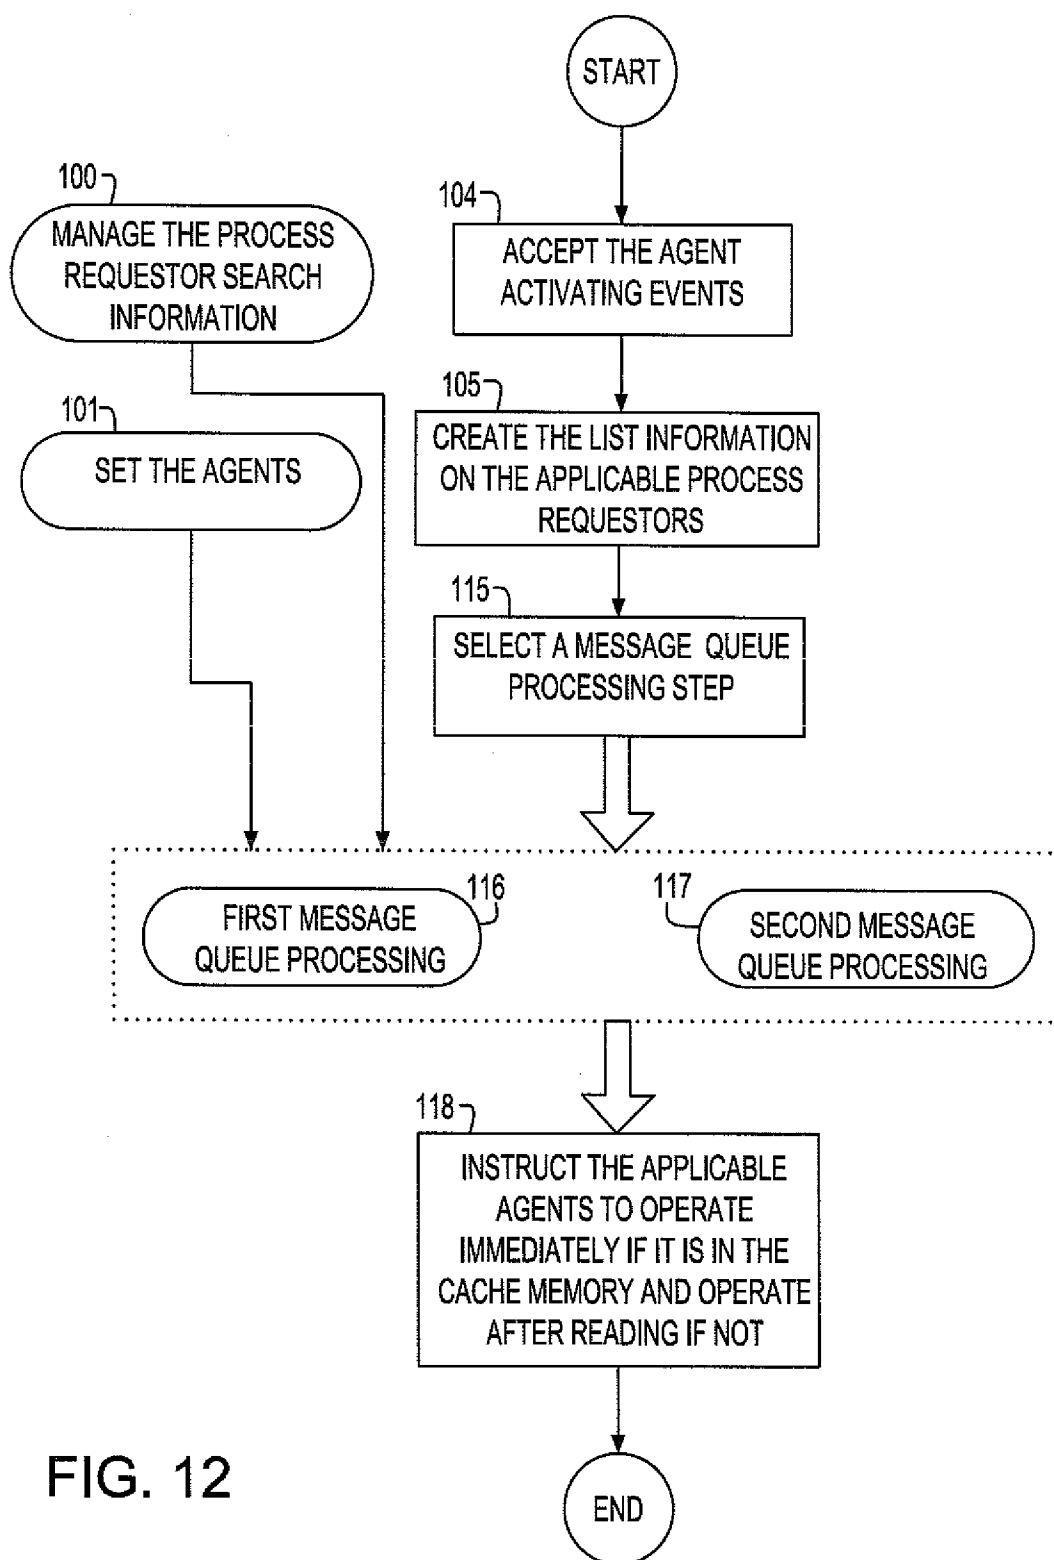 START
100
MANAGE THE PROCESS
REQUESTOR SEARCH
INFORMATION
104
ACCEPT THE AGENT
ACTIVATING EVENTS
101
SET THE AGENTS
105
CREATE THE LIST INFORMATION
ON THE APPLICABLE PROCESS
REQUESTORS
115
SELECT A MESSAGE QUEUE
PROCESSING STEP
116
FIRST MESSAGE
QUEUE PROCESSING
117
SECOND MESSAGE
QUEUE PROCESSING
118
INSTRUCT THE APPLICABLE
AGENTS TO OPERATE
IMMEDIATELY IF IT IS IN THE
CACHE MEMORY AND OPERATE
AFTER READING IF NOT
FIG. 12
END